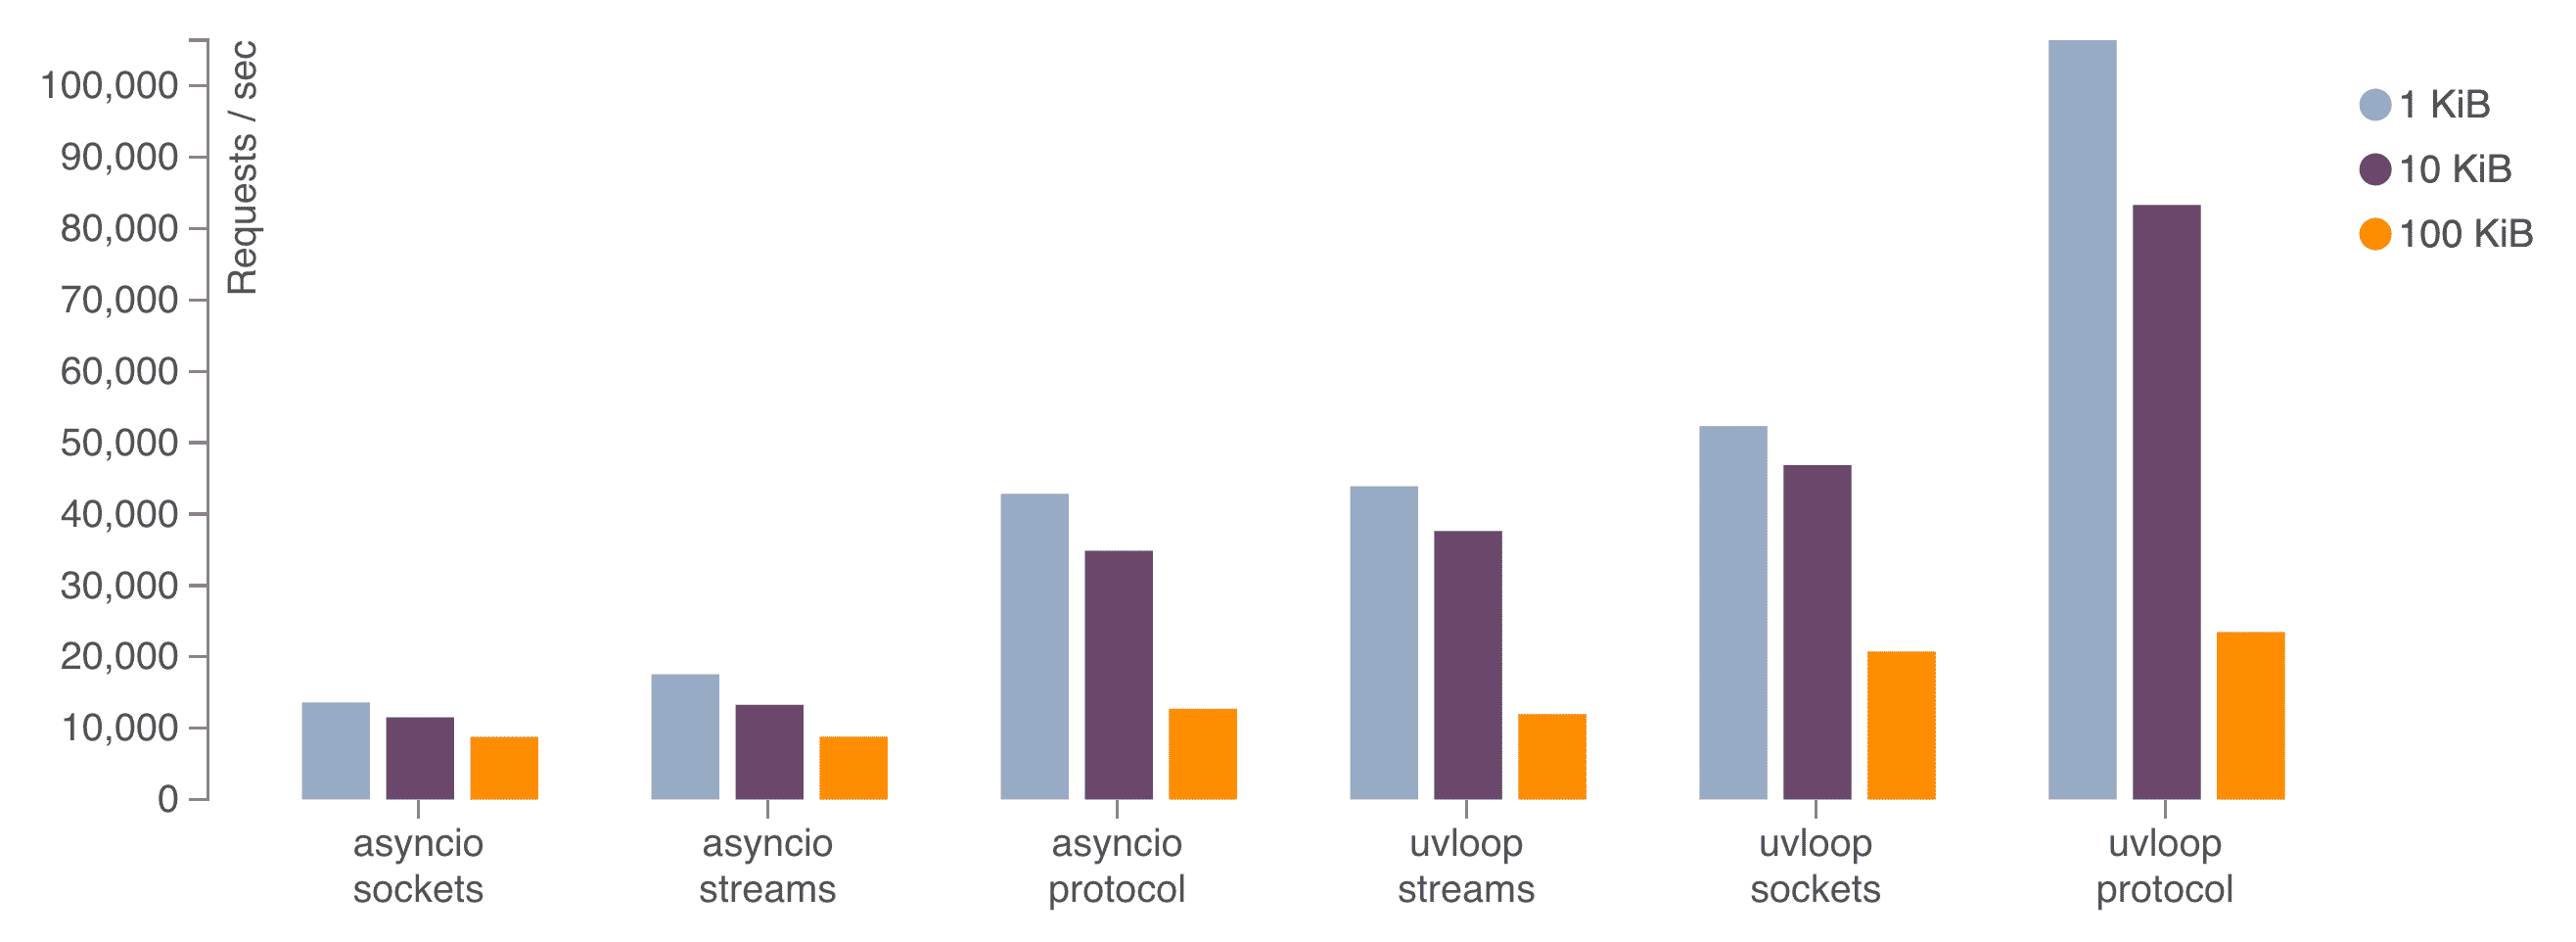 Requests / sec
100,000
90,000
80,000
70,000
60,000
50,000
40,000
30,000
20,000
10,000
0
1 KiB
10 KiB
100 KiB
asyncio
sockets
asyncio
streams
asyncio
protocol
uvloop
streams
uvloop
sockets
uvloop
protocol